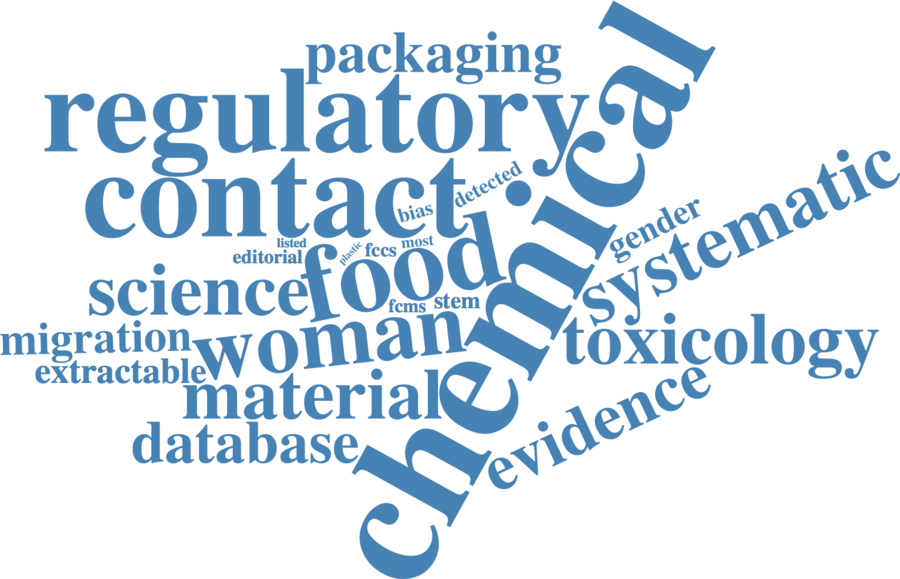 packaging
regulatory
chemical
contact
detected
bias
systematic
gender
listed
editorial
plastic
fccs
most
food
science
fcms
stem
migration
woman
toxicology
extractable
material
evidence
database